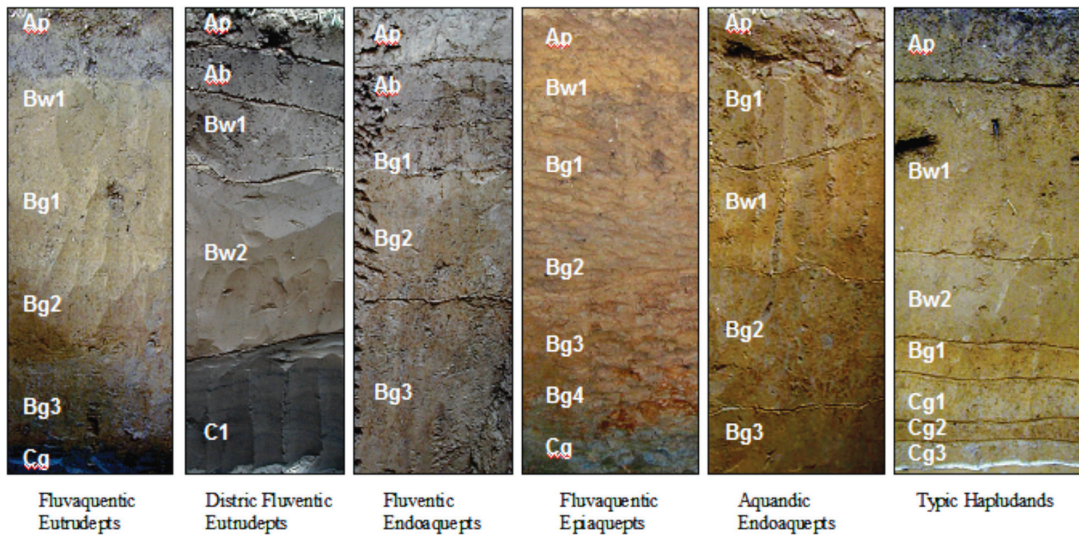 Ap
Bw1
Bg1
Bg2
Bg3
Cg
Fluvaquentic
Eutrudepts
Ap
Ab
Bw1
Bw2
C1
Distric Fluventic
Eutrudepts
Ap
Ab
Bg1
Bg2
Bg3
Fluventic
Endoaquepts
Ap
Bw1
Bg1
Bg2
Bg3
Bg4
Cg
Fluvaquentic
Epiaquepts
Ap
Bg1
Bw1
Bg2
Bg3
Aquandic
Endoaquepts
Ap
Bw1
Bw2
Bg1
Cg1
Cg2
Cg3
Typic Hapludands